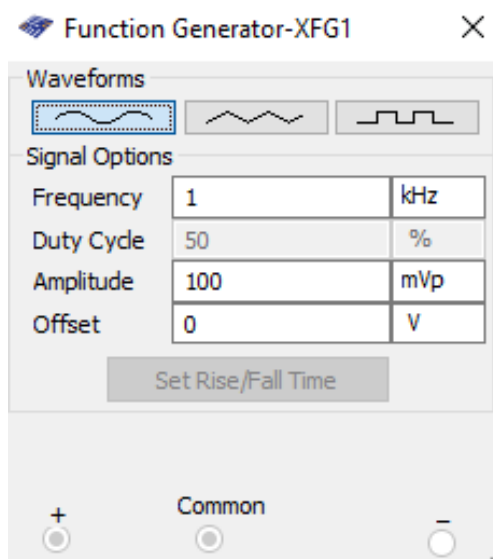 Function Generator-XFG1
Waveforms
Signal Options
Frequency 1 kHz
Duty Cycle 50 %
Amplitude 100 mVp
Offset 0 V
Set Rise/Fall Time
+ Common −